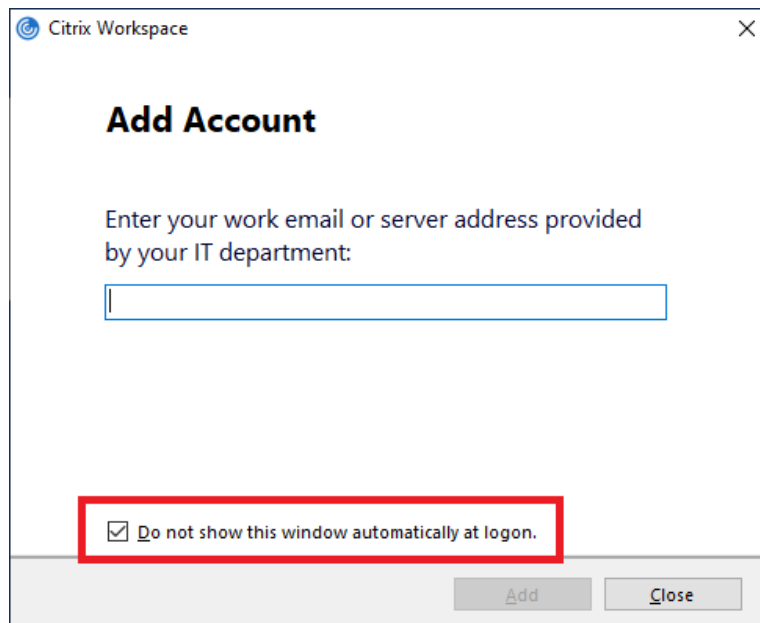 Citrix Workspace
Add Account
Enter your work email or server address provided
by your IT department:
Do not show this window automatically at logon.
Add
Close